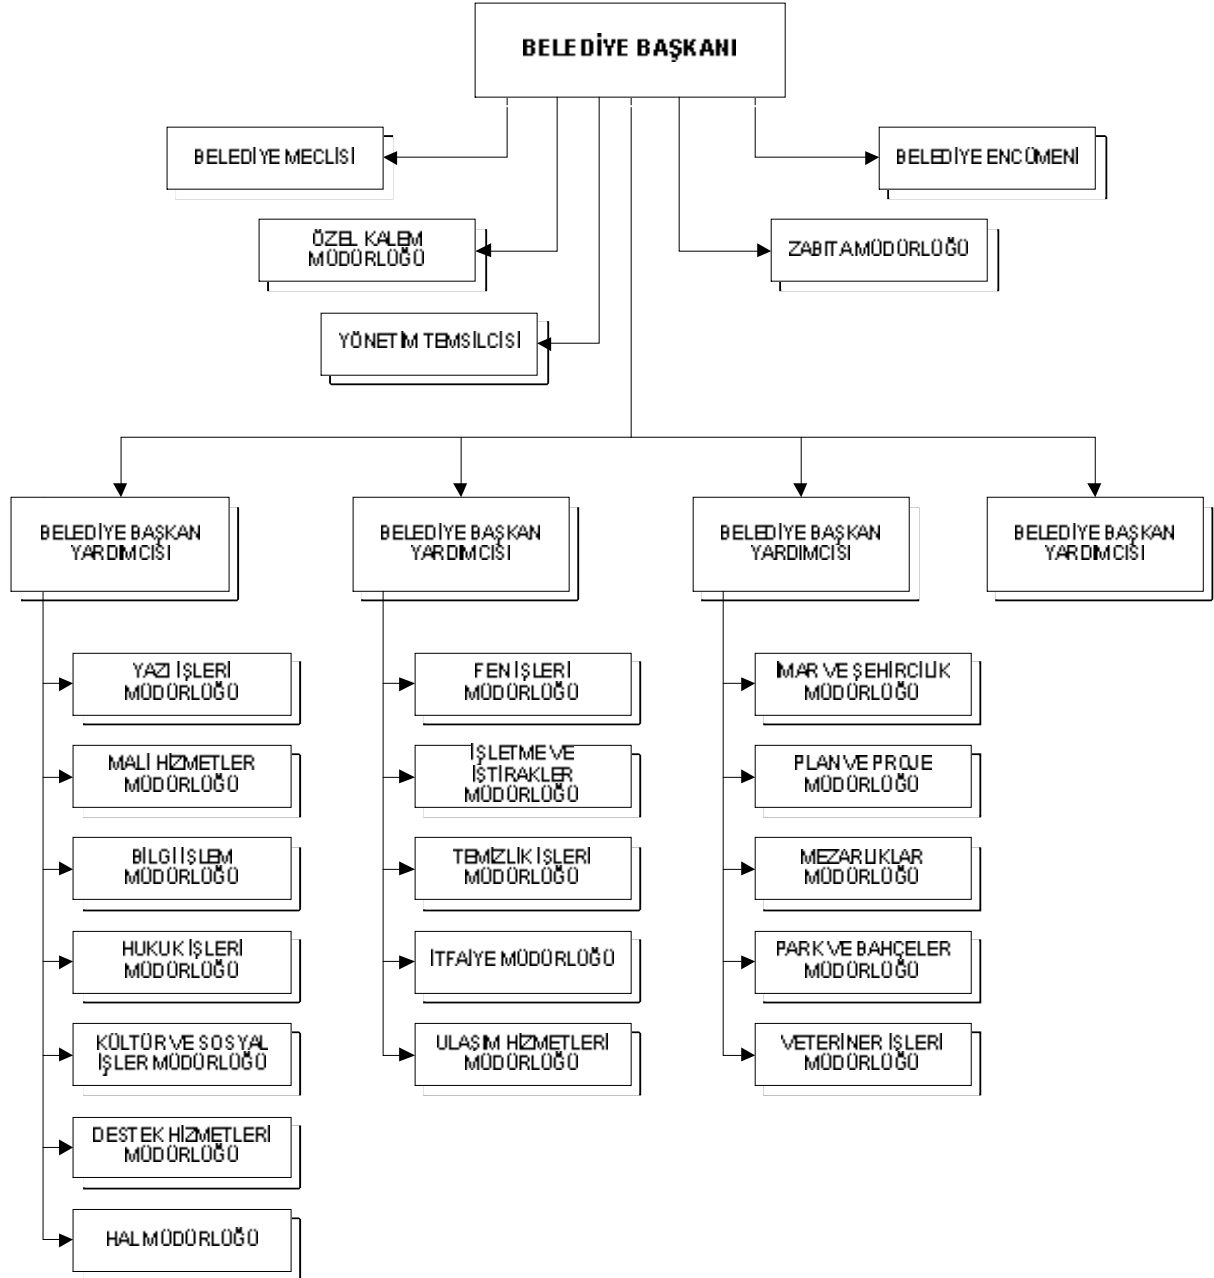 BELEDİYE BAŞKANI
BELEDİYE MECLİSİ
BELEDİYE ENCÜMENİ
ÖZEL KALEM
MÜDÜRLÜĞÜ
ZABITA MÜDÜRLÜĞÜ
YÖNETİM TEMSİLCİSİ
BELEDİYE BAŞKAN
YARDIMCISI
BELEDİYE BAŞKAN
YARDIMCISI
BELEDİYE BAŞKAN
YARDIMCISI
BELEDİYE BAŞKAN
YARDIMCISI
YAZI İŞLERİ
MÜDÜRLÜĞÜ
MALİ HİZMETLER
MÜDÜRLÜĞÜ
BİLGİ İŞLEM
MÜDÜRLÜĞÜ
HUKUK İŞLERİ
MÜDÜRLÜĞÜ
KÜLTÜR VE SOSYAL
İŞLER MÜDÜRLÜĞÜ
DESTEK HİZMETLERİ
MÜDÜRLÜĞÜ
HAL MÜDÜRLÜĞÜ
FEN İŞLERİ
MÜDÜRLÜĞÜ
İŞLETME VE
İŞTİRAKLER
MÜDÜRLÜĞÜ
TEMİZLİK İŞLERİ
MÜDÜRLÜĞÜ
İTFAİYE MÜDÜRLÜĞÜ
ULAŞIM HİZMETLERİ
MÜDÜRLÜĞÜ
İMAR VE ŞEHİRCİLİK
MÜDÜRLÜĞÜ
PLAN VE PROJE
MÜDÜRLÜĞÜ
MEZARLIKLAR
MÜDÜRLÜĞÜ
PARK VE BAHÇELER
MÜDÜRLÜĞÜ
VETERİNER İŞLERİ
MÜDÜRLÜĞÜ